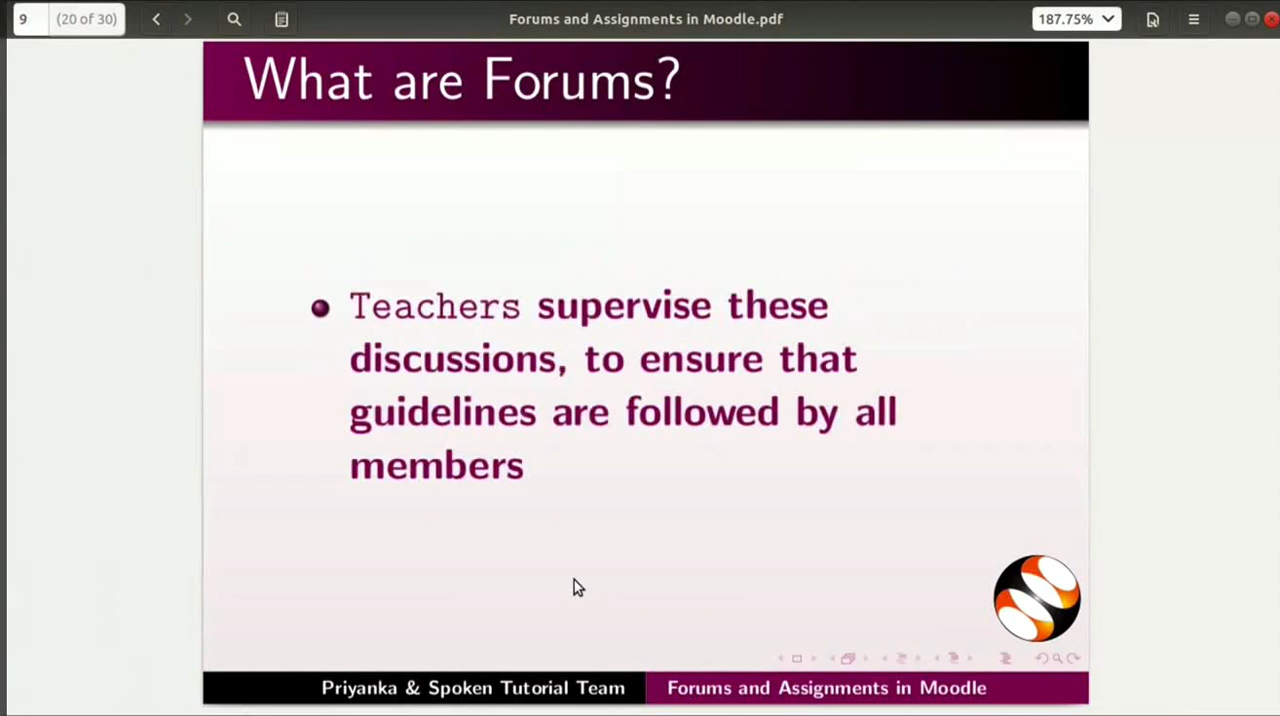 9 (20 of 30) Forums and Assignments in Moodle.pdf 187.75%
What are Forums?
Teachers supervise these
discussions, to ensure that
guidelines are followed by all
members
Priyanka & Spoken Tutorial Team Forums and Assignments in Moodle